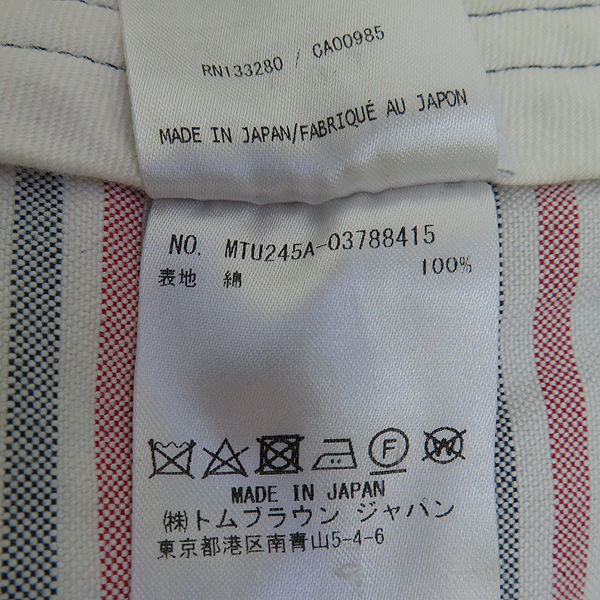 RN133280 / CA00985
MADE IN JAPAN/FABRIQUÉ AU JAPON
NO. MTU245A-03788415
表地 綿 100%
F W
MADE IN JAPAN
㈱トムブラウン ジャパン
東京都港区南青山5-4-6